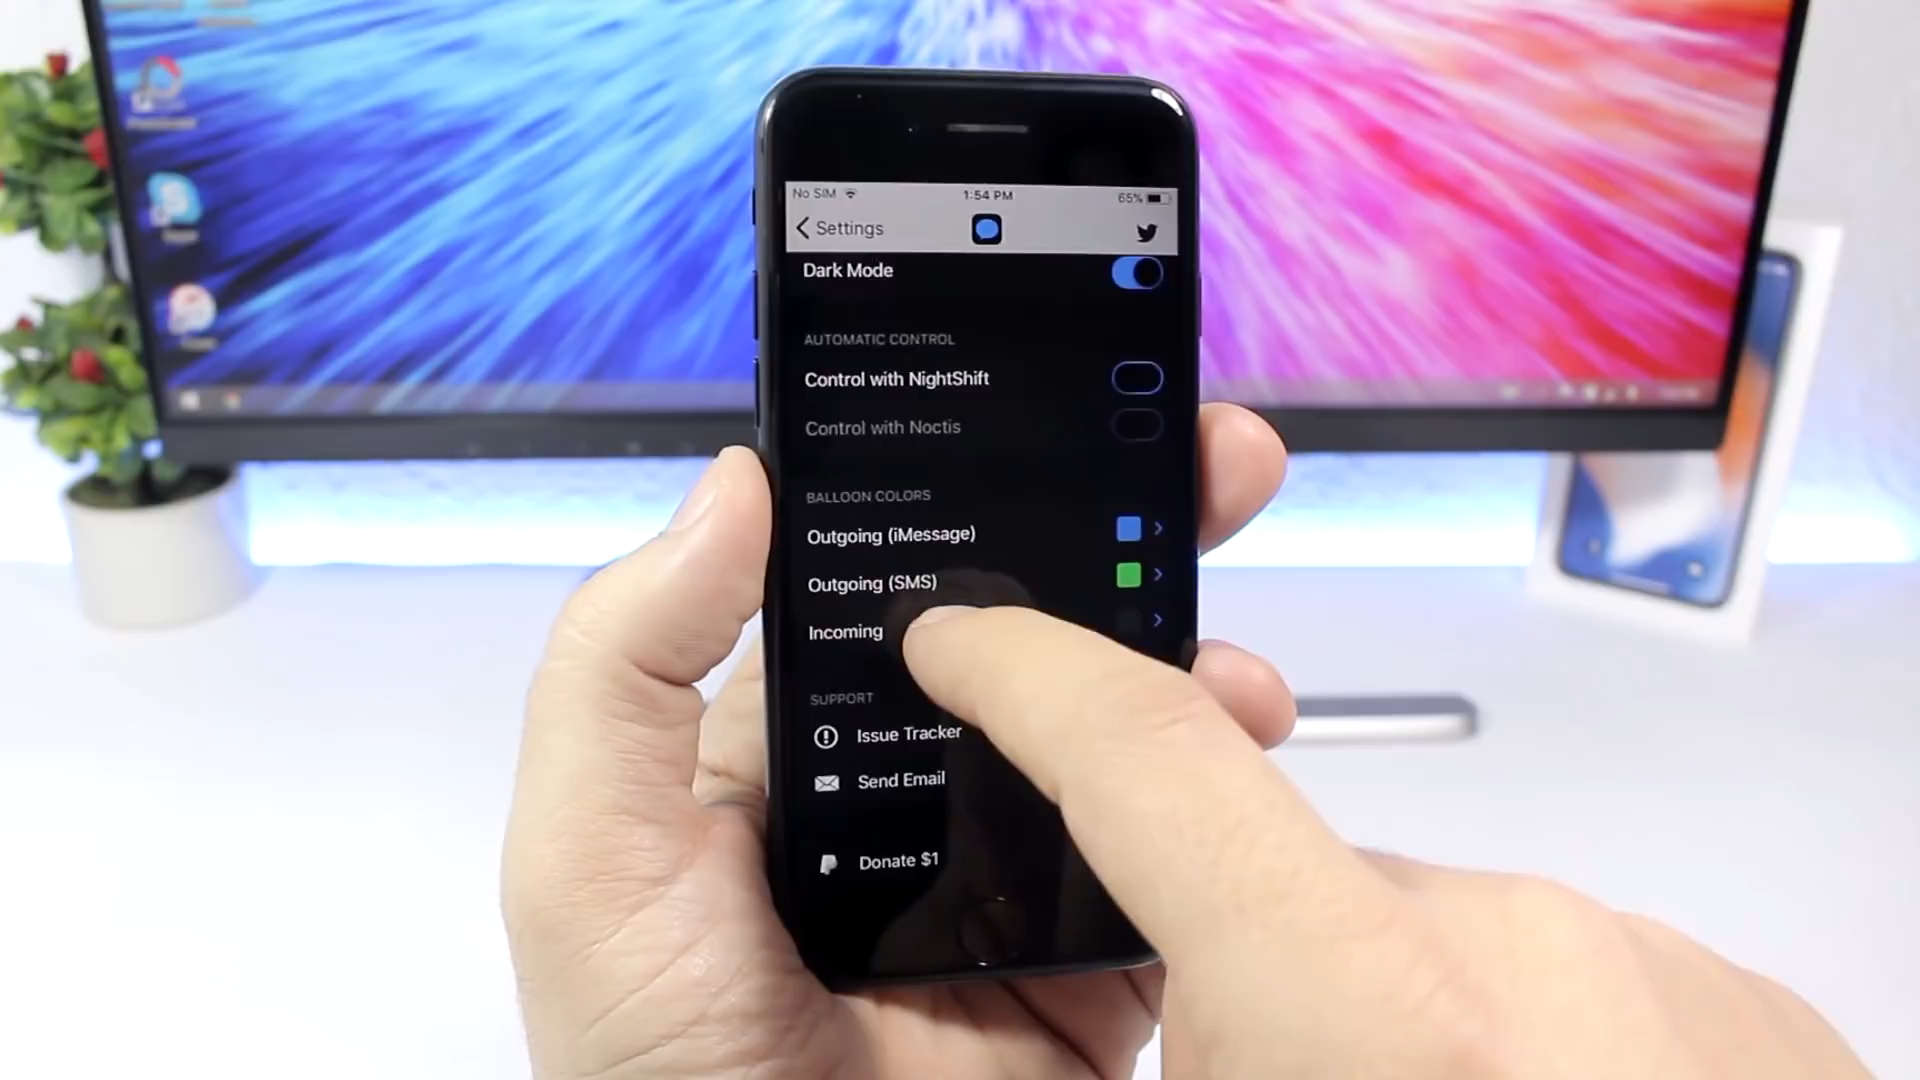 No SIM 1:54 PM 65%
Settings
Dark Mode
AUTOMATIC CONTROL
Control with NightShift
Control with Noctis
BALLOON COLORS
Outgoing (iMessage)
Outgoing (SMS)
Incoming
SUPPORT
Issue Tracker
Send Email
Donate $1